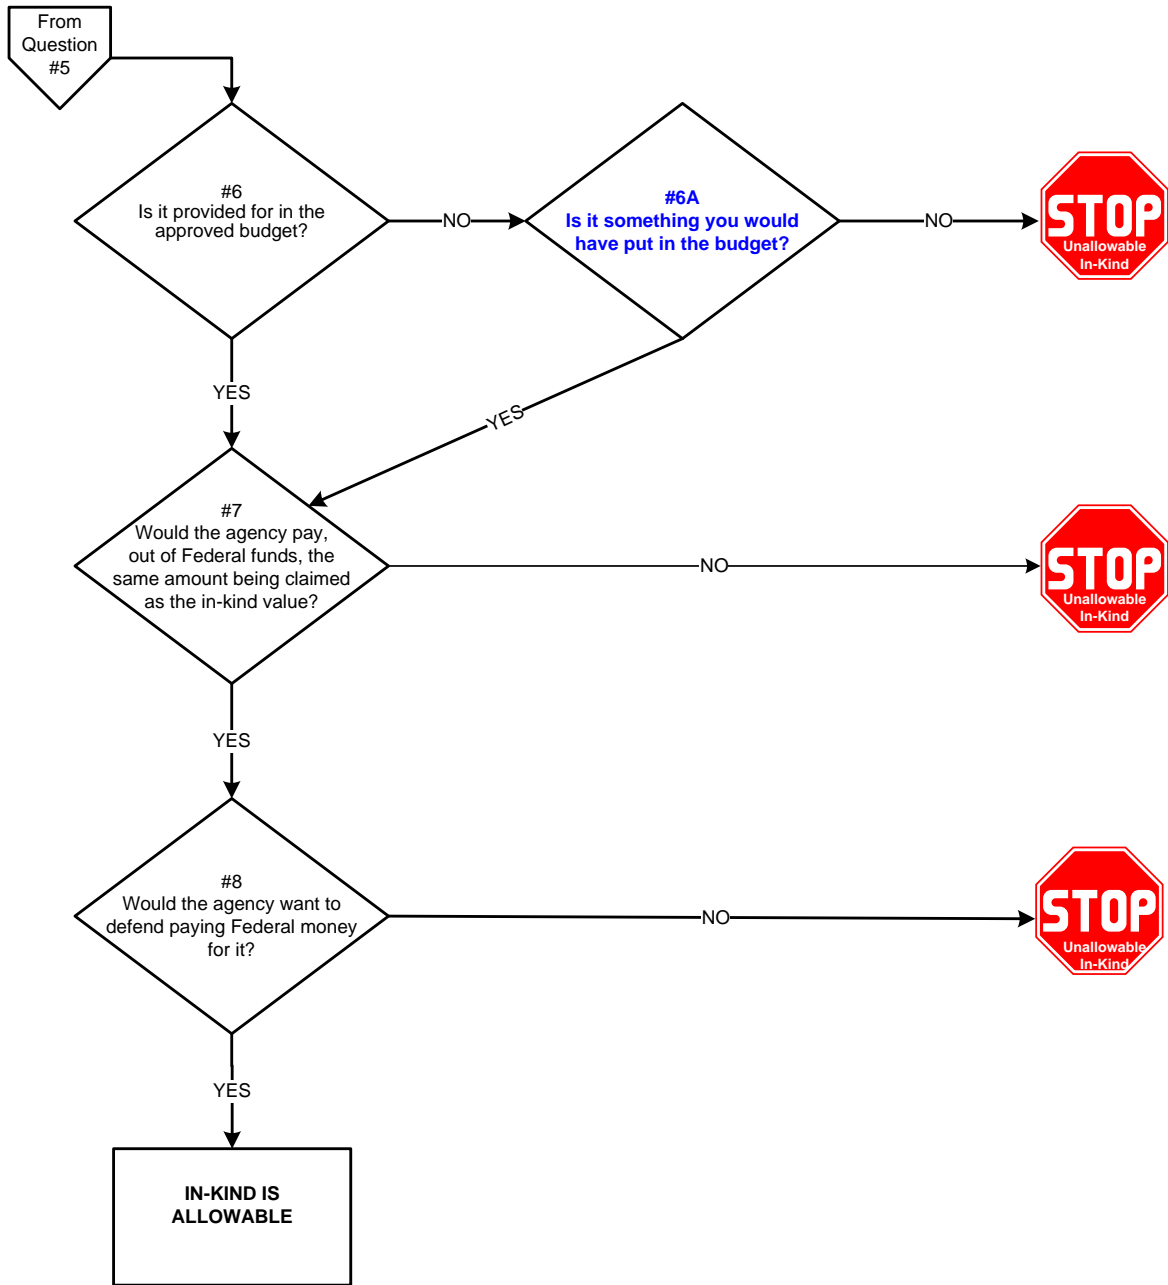 From
Question
#5
#6
Is it provided for in the
approved budget?
NO
#6A
Is it something you would
have put in the budget?
NO
STOP
Unallowable
In-Kind
YES
YES
#7
Would the agency pay,
out of Federal funds, the
same amount being claimed
as the in-kind value?
NO
STOP
Unallowable
In-Kind
YES
#8
Would the agency want to
defend paying Federal money
for it?
NO
STOP
Unallowable
In-Kind
YES
IN-KIND IS
ALLOWABLE